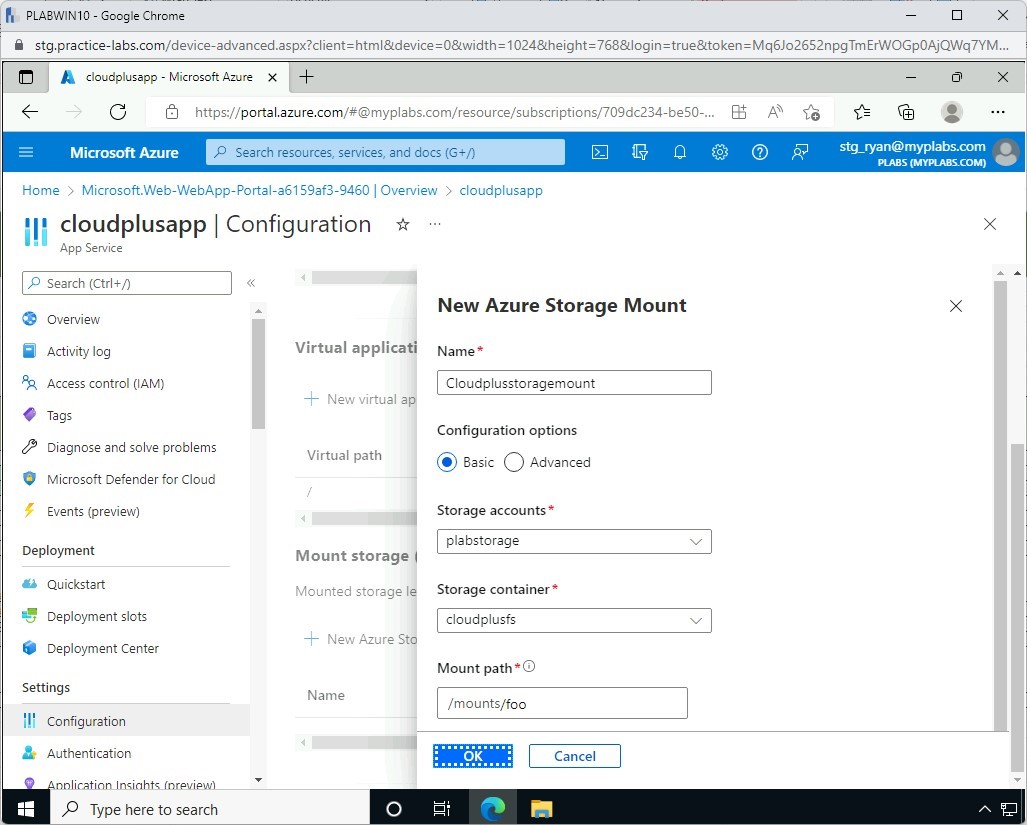 PLABWIN10 - Google Chrome
stg.practice-labs.com/device-advanced.aspx?client=html&device=0&width=1024&height=768&login=true&token=Mq6Jo2652npgTmErWOGp0AjQWq7YM...
cloudplusapp - Microsoft Azure
https://portal.azure.com/#@myplabs.com/resource/subscriptions/709dc234-be50-...
Microsoft Azure
Search resources, services, and docs (G+/)
stg_ryan@myplabs.com
PLABS (MYPLABS.COM)
Home > Microsoft.Web-WebApp-Portal-a6159af3-9460 | Overview > cloudplusapp
cloudplusapp | Configuration
App Service
Search (Ctrl+/)
Overview
Activity log
Access control (IAM)
Tags
Diagnose and solve problems
Microsoft Defender for Cloud
Events (preview)
Deployment
Quickstart
Deployment slots
Deployment Center
Settings
Configuration
Authentication
Application Insights (preview)
Virtual applicati
New virtual ap
Virtual path
/
Mount storage (
Mounted storage le
New Azure Sto
Name
New Azure Storage Mount
Name*
Cloudplusstoragemount
Configuration options
Basic Advanced
Storage accounts*
plabstorage
Storage container*
cloudplusfs
Mount path*
/mounts/foo
OK Cancel
Type here to search